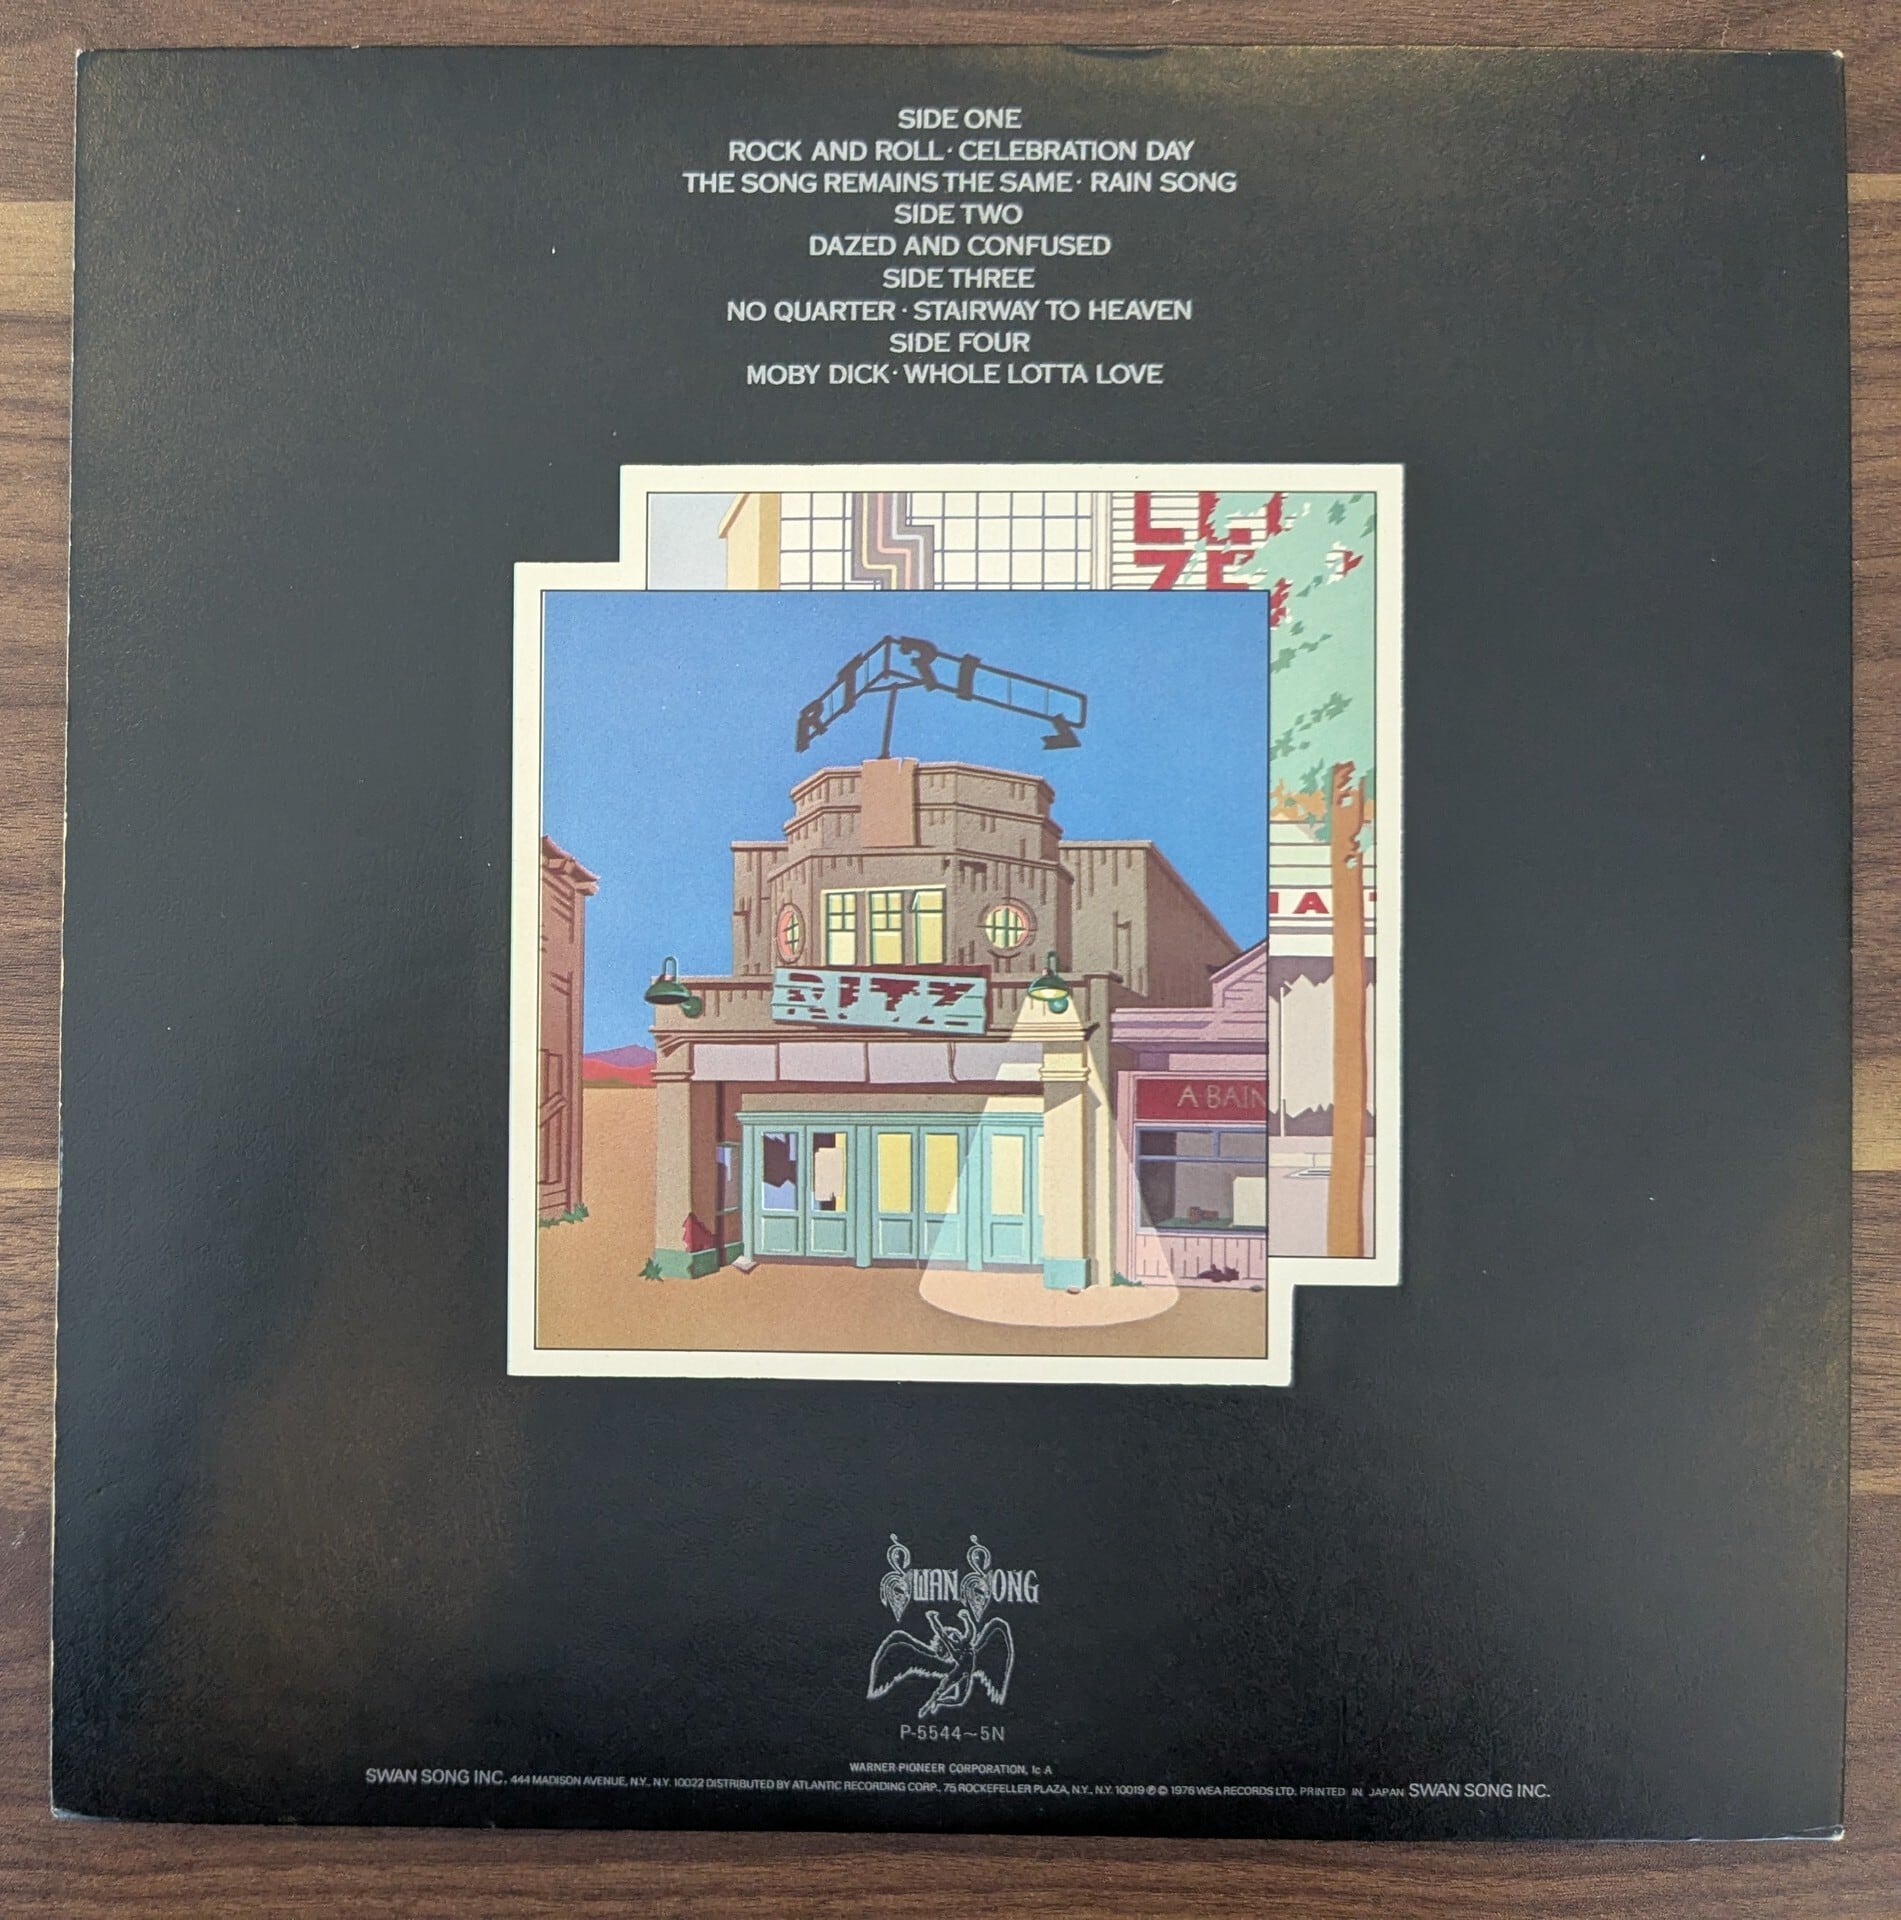 SIDE ONE
ROCK AND ROLL · CELEBRATION DAY
THE SONG REMAINS THE SAME · RAIN SONG
SIDE TWO
DAZED AND CONFUSED
SIDE THREE
NO QUARTER · STAIRWAY TO HEAVEN
SIDE FOUR
MOBY DICK · WHOLE LOTTA LOVE
RITZ
A BAIN
SWAN SONG
P-5544~5N
WARNER-PIONEER CORPORATION, Ic A
SWAN SONG INC. 444 MADISON AVENUE, N.Y., N.Y. 10022 DISTRIBUTED BY ATLANTIC RECORDING CORP., 75 ROCKEFELLER PLAZA, N.Y., N.Y. 10019 ℗ © 1976 WEA RECORDS LTD. PRINTED IN JAPAN SWAN SONG INC.